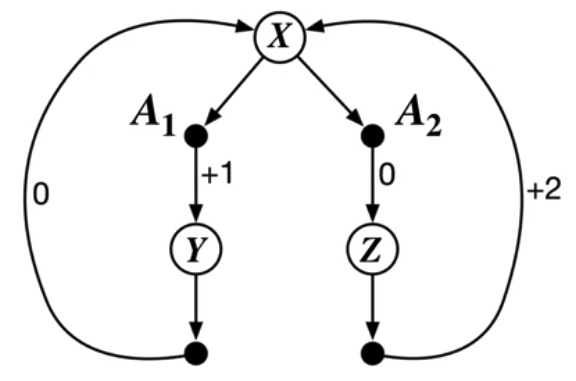 X
A₁ A₂
+1 0
0 +2
Y Z